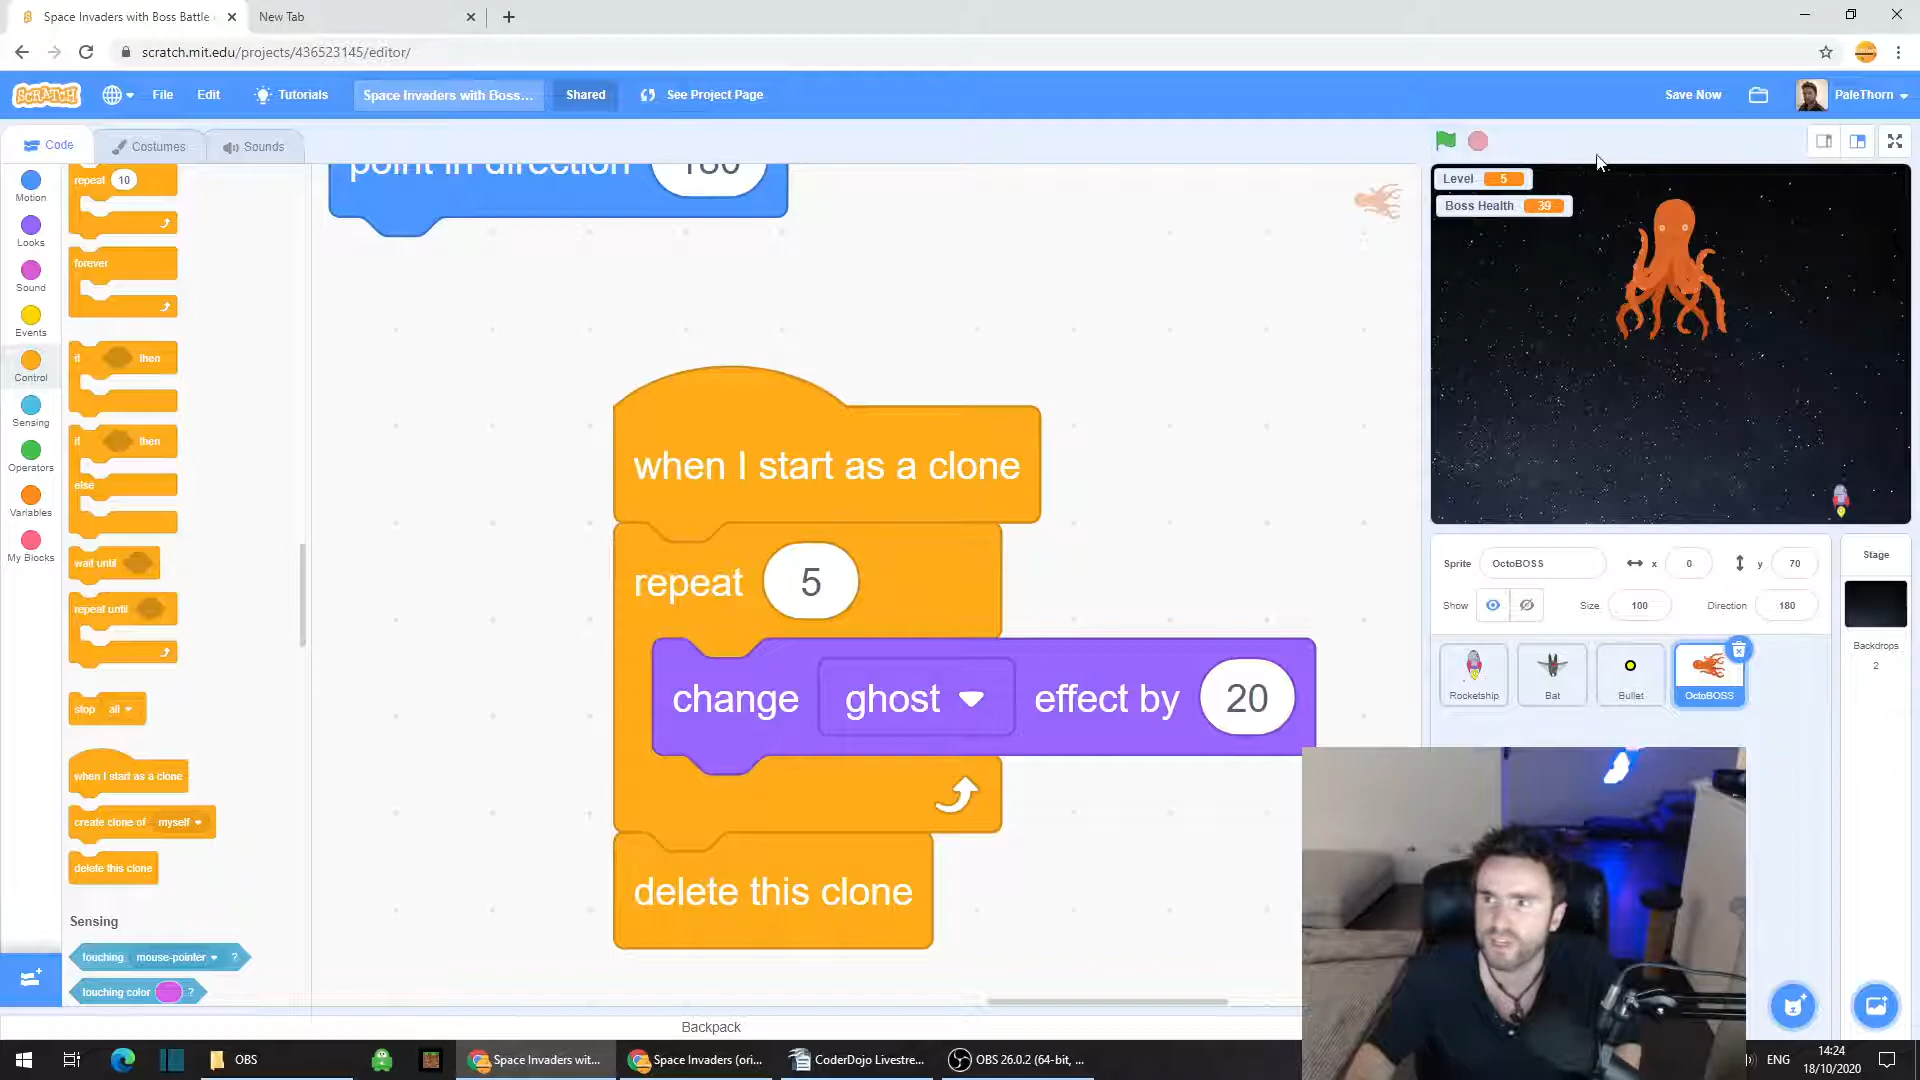 Space Invaders with Boss Battle
New Tab
scratch.mit.edu/projects/436523145/editor/
SCRATCH
File
Edit
Tutorials
Space Invaders with Boss...
Shared
See Project Page
Save Now
PaleThorn
Code
Costumes
Sounds
Motion
Looks
Sound
Events
Control
Sensing
Operators
Variables
My Blocks
repeat 10
forever
if then
if then
else
wait until
repeat until
stop all
when I start as a clone
create clone of myself
delete this clone
Sensing
touching mouse-pointer ?
touching color ?
point in direction 180
when I start as a clone
repeat 5
change ghost effect by 20
delete this clone
Backpack
Level 5
Boss Health 39
Sprite OctoBOSS x 0 y 70
Show Size 100 Direction 180
Rocketship
Bat
Bullet
OctoBOSS
Stage
Backdrops
2
OBS
Space Invaders wit...
Space Invaders (ori...
CoderDojo Livestre...
OBS 26.0.2 (64-bit, ...
ENG
14:24
18/10/2020